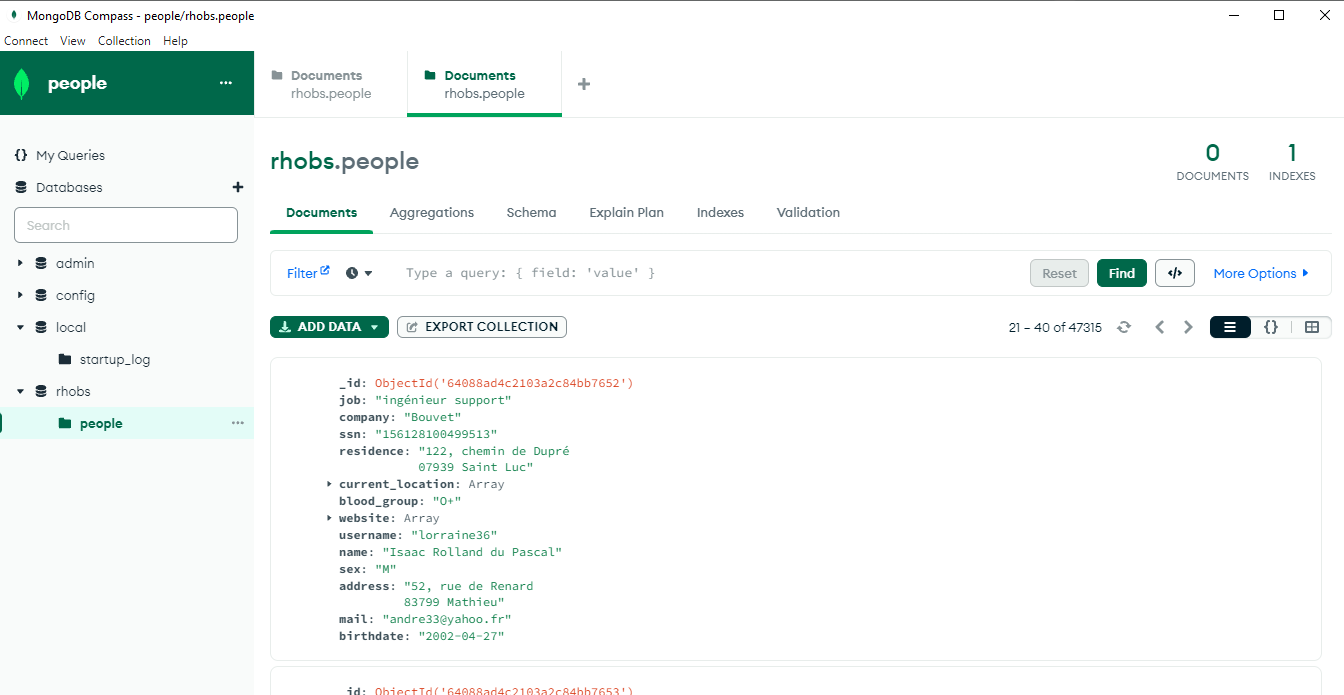 MongoDB Compass - people/rhobs.people
Connect View Collection Help
people ...
Documents
rhobs.people
Documents
rhobs.people
+
{} My Queries
Databases +
Search
admin
config
local
startup_log
rhobs
people ...
rhobs.people
0
DOCUMENTS
1
INDEXES
Documents Aggregations Schema Explain Plan Indexes Validation
Filter Type a query: { field: 'value' } Reset Find </> More Options
ADD DATA EXPORT COLLECTION 21 – 40 of 47315 {}
_id: ObjectId('64088ad4c2103a2c84bb7652')
job: "ingénieur support"
company: "Bouvet"
ssn: "156128100499513"
residence: "122, chemin de Dupré
07939 Saint Luc"
current_location: Array
blood_group: "O+"
website: Array
username: "lorraine36"
name: "Isaac Rolland du Pascal"
sex: "M"
address: "52, rue de Renard
83799 Mathieu"
mail: "andre33@yahoo.fr"
birthdate: "2002-04-27"
_id: ObjectId('64088ad4c2103a2c84bb7653')